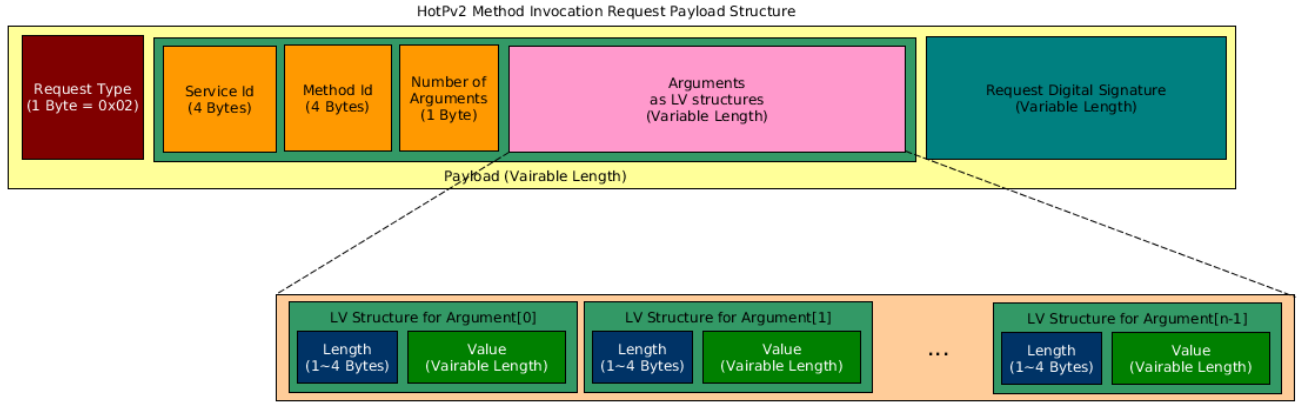 HotPv2 Method Invocation Request Payload Structure
Request Type
(1 Byte = 0x02)
Service Id
(4 Bytes)
Method Id
(4 Bytes)
Number of
Arguments
(1 Byte)
Arguments
as LV structures
(Variable Length)
Request Digital Signature
(Variable Length)
Payload (Vairable Length)
LV Structure for Argument[0]
Length
(1~4 Bytes)
Value
(Vairable Length)
LV Structure for Argument[1]
Length
(1~4 Bytes)
Value
(Vairable Length)
...
LV Structure for Argument[n-1]
Length
(1~4 Bytes)
Value
(Vairable Length)